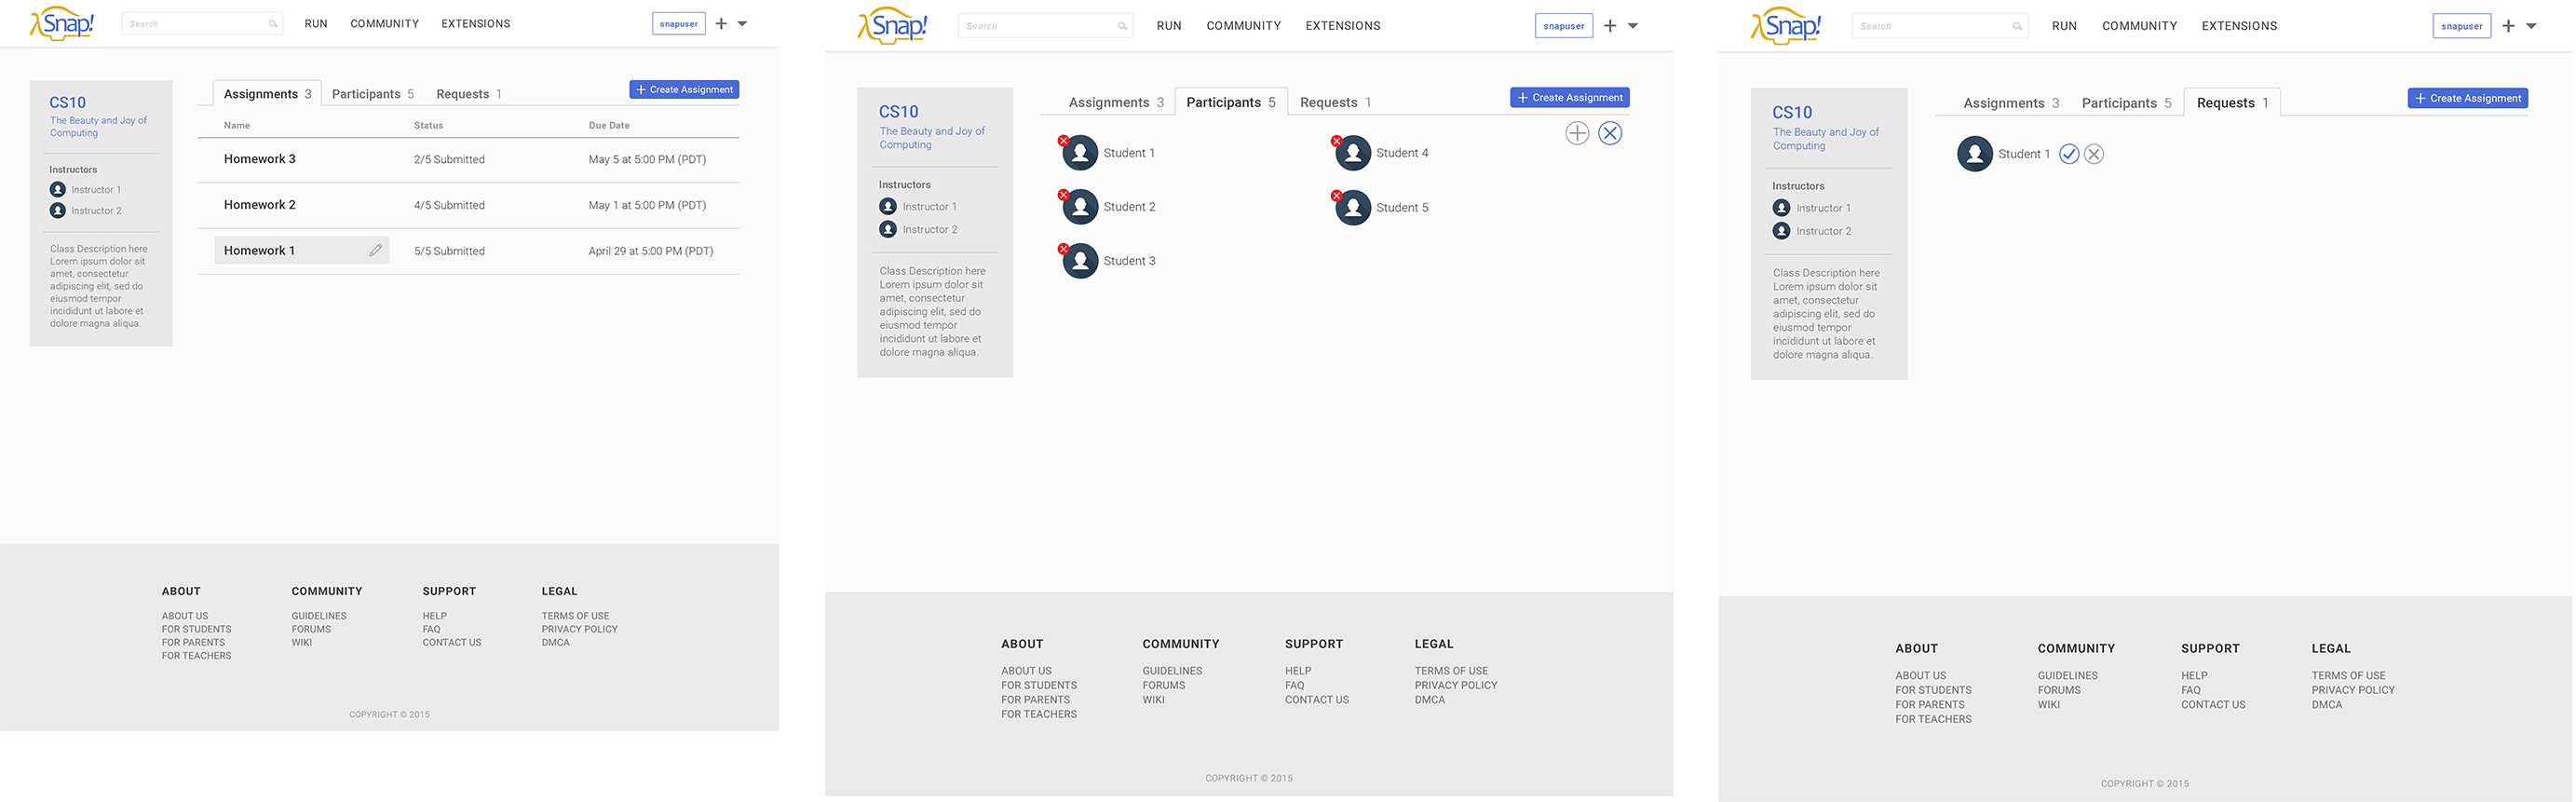 λSnap!
Search
RUN COMMUNITY EXTENSIONS
snapuser
CS10
The Beauty and Joy of
Computing
Instructors
Instructor 1
Instructor 2
Class Description here
Lorem ipsum dolor sit
amet, consectetur
adipiscing elit, sed do
eiusmod tempor
incididunt ut labore et
dolore magna aliqua.
Assignments 3 Participants 5 Requests 1
+ Create Assignment
Name Status Due Date
Homework 3 2/5 Submitted May 5 at 5:00 PM (PDT)
Homework 2 4/5 Submitted May 1 at 5:00 PM (PDT)
Homework 1 5/5 Submitted April 29 at 5:00 PM (PDT)
ABOUT COMMUNITY SUPPORT LEGAL
ABOUT US GUIDELINES HELP TERMS OF USE
FOR STUDENTS FORUMS FAQ PRIVACY POLICY
FOR PARENTS WIKI CONTACT US DMCA
FOR TEACHERS
COPYRIGHT © 2015
λSnap!
Search
RUN COMMUNITY EXTENSIONS
snapuser
CS10
The Beauty and Joy of
Computing
Instructors
Instructor 1
Instructor 2
Class Description here
Lorem ipsum dolor sit
amet, consectetur
adipiscing elit, sed do
eiusmod tempor
incididunt ut labore et
dolore magna aliqua.
Assignments 3 Participants 5 Requests 1
+ Create Assignment
Student 1 Student 4
Student 2 Student 5
Student 3
ABOUT COMMUNITY SUPPORT LEGAL
ABOUT US GUIDELINES HELP TERMS OF USE
FOR STUDENTS FORUMS FAQ PRIVACY POLICY
FOR PARENTS WIKI CONTACT US DMCA
FOR TEACHERS
COPYRIGHT © 2015
λSnap!
Search
RUN COMMUNITY EXTENSIONS
snapuser
CS10
The Beauty and Joy of
Computing
Instructors
Instructor 1
Instructor 2
Class Description here
Lorem ipsum dolor sit
amet, consectetur
adipiscing elit, sed do
eiusmod tempor
incididunt ut labore et
dolore magna aliqua.
Assignments 3 Participants 5 Requests 1
+ Create Assignment
Student 1
ABOUT COMMUNITY SUPPORT LEGAL
ABOUT US GUIDELINES HELP TERMS OF USE
FOR STUDENTS FORUMS FAQ PRIVACY POLICY
FOR PARENTS WIKI CONTACT US DMCA
FOR TEACHERS
COPYRIGHT © 2015